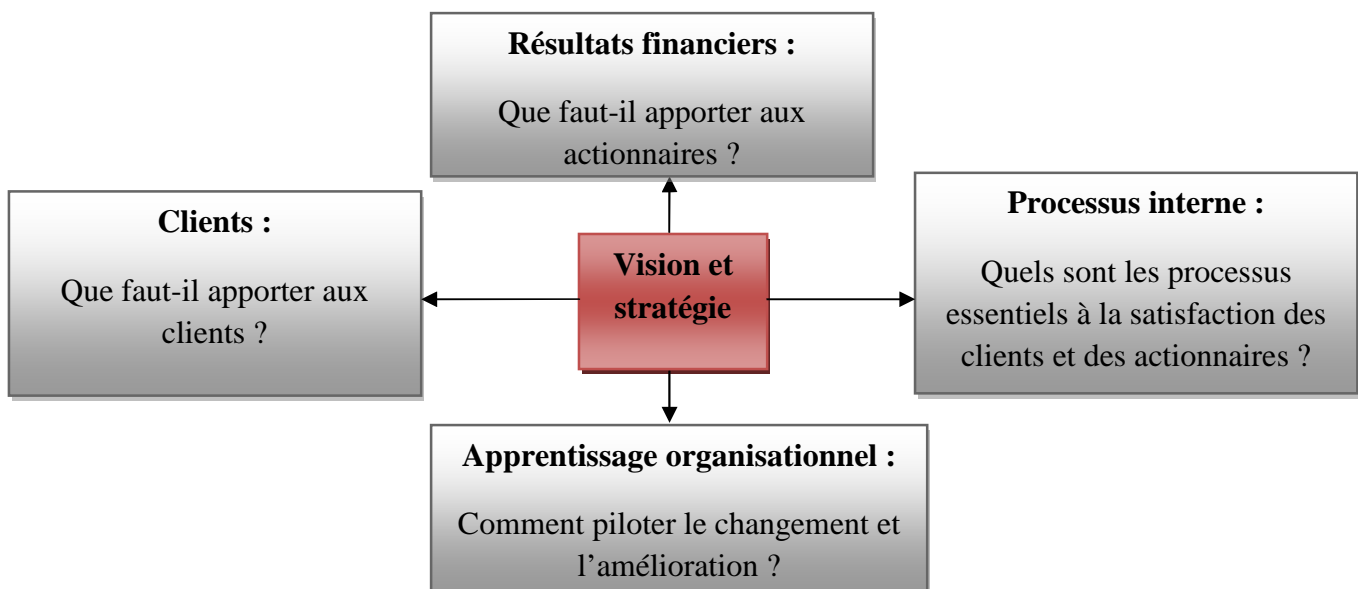 Résultats financiers :
Que faut-il apporter aux
actionnaires ?
Clients :
Que faut-il apporter aux
clients ?
Vision et
stratégie
Processus interne :
Quels sont les processus
essentiels à la satisfaction des
clients et des actionnaires ?
Apprentissage organisationnel :
Comment piloter le changement et
l’amélioration ?